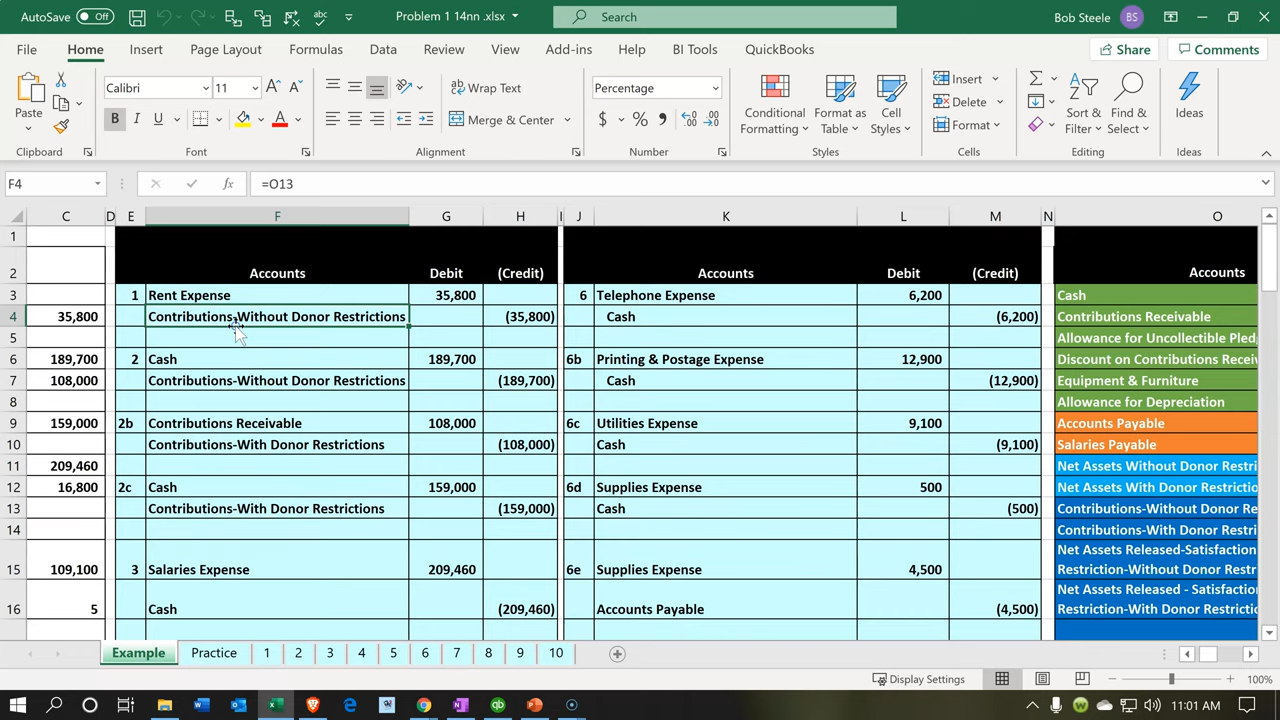 AutoSave Off Problem 1 14nn .xlsx Search Bob Steele BS
File Home Insert Page Layout Formulas Data Review View Add-ins Help BI Tools QuickBooks Share Comments
Calibri 11 Wrap Text Percentage Insert
Paste Merge & Center Conditional Formatting Format as Table Cell Styles Delete Format Sort & Filter Find & Select Ideas
Clipboard Font Alignment Number Styles Cells Editing Ideas
F4 fx =O13
C D E F G H I J K L M N O
1
2 Accounts Debit (Credit) Accounts Debit (Credit) Accounts
3 1 Rent Expense 35,800 6 Telephone Expense 6,200 Cash
4 35,800 Contributions-Without Donor Restrictions (35,800) Cash (6,200) Contributions Receivable
5 Allowance for Uncollectible Pled
6 189,700 2 Cash 189,700 6b Printing & Postage Expense 12,900 Discount on Contributions Recei
7 108,000 Contributions-Without Donor Restrictions (189,700) Cash (12,900) Equipment & Furniture
8 Allowance for Depreciation
9 159,000 2b Contributions Receivable 108,000 6c Utilities Expense 9,100 Accounts Payable
10 Contributions-With Donor Restrictions (108,000) Cash (9,100) Salaries Payable
11 209,460 Net Assets Without Donor Restri
12 16,800 2c Cash 159,000 6d Supplies Expense 500 Net Assets With Donor Restrictio
13 Contributions-With Donor Restrictions (159,000) Cash (500) Contributions-Without Donor Re
14 Contributions-With Donor Restri
15 109,100 3 Salaries Expense 209,460 6e Supplies Expense 4,500 Net Assets Released-Satisfaction Restriction-Without Donor Restr
16 5 Cash (209,460) Accounts Payable (4,500) Net Assets Released - Satisfactio Restriction-With Donor Restrictio
Example Practice 1 2 3 4 5 6 7 8 9 10
Display Settings 100%
11:01 AM